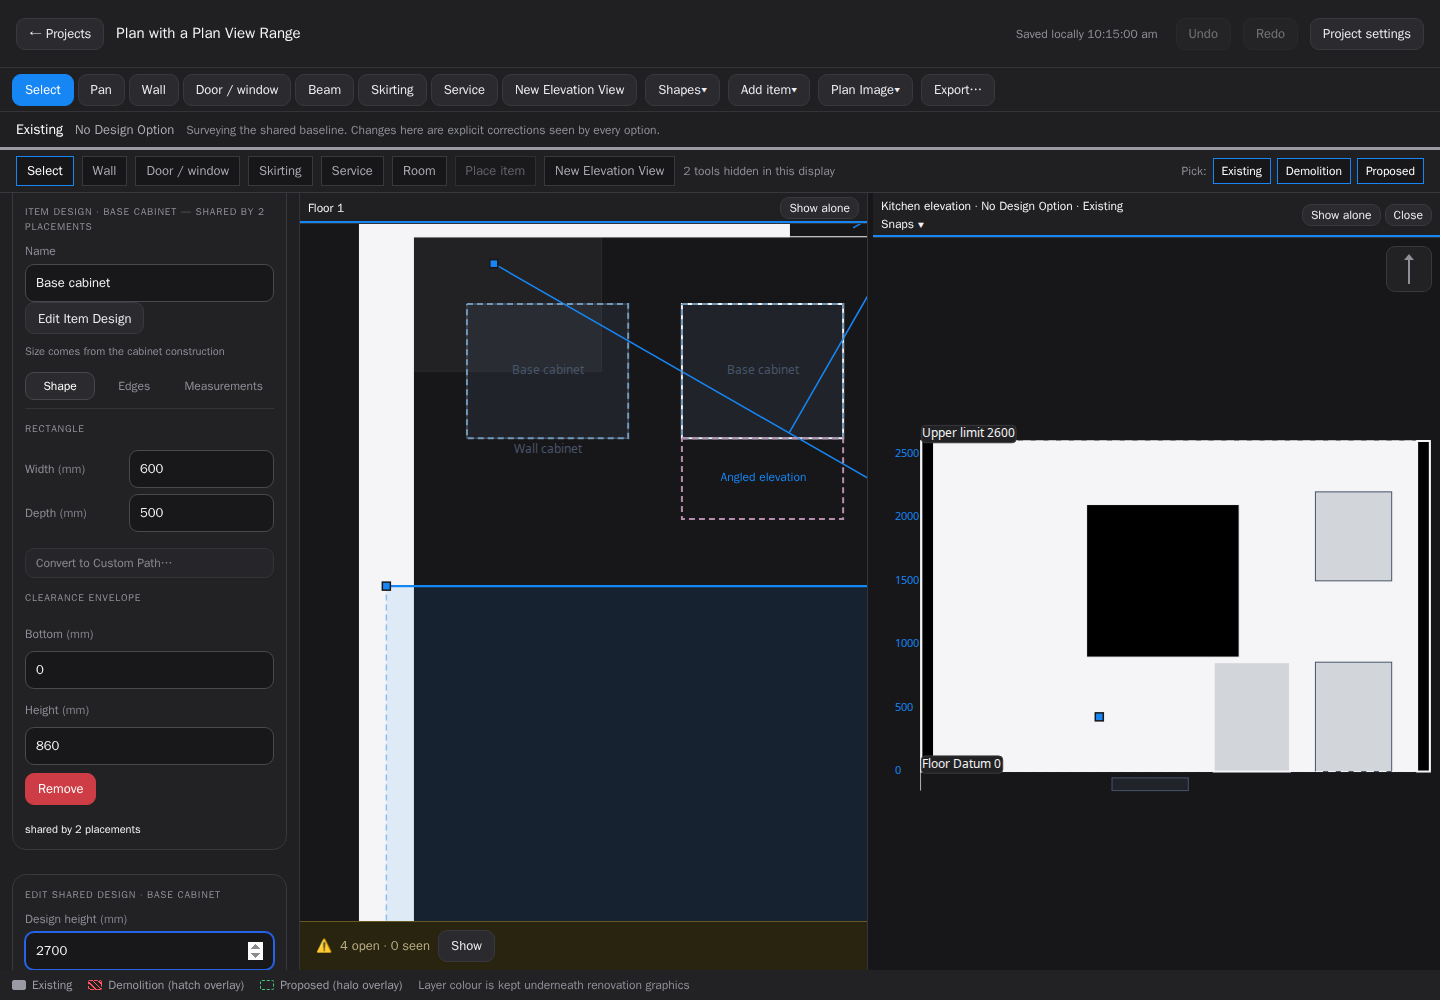 ← Projects
Plan with a Plan View Range
Saved locally 10:15:00 am
Undo
Redo
Project settings
Select
Pan
Wall
Door / window
Beam
Skirting
Service
New Elevation View
Shapes▾
Add item▾
Plan Image▾
Export⋯
Existing No Design Option Surveying the shared baseline. Changes here are explicit corrections seen by every option.
Select
Wall
Door / window
Skirting
Service
Room
Place item
New Elevation View
2 tools hidden in this display
Pick:
Existing
Demolition
Proposed
ITEM DESIGN · BASE CABINET — SHARED BY 2
PLACEMENTS
Name
Base cabinet
Edit Item Design
Size comes from the cabinet construction
Shape
Edges
Measurements
RECTANGLE
Width (mm)
600
Depth (mm)
500
Convert to Custom Path⋯
CLEARANCE ENVELOPE
Bottom (mm)
0
Height (mm)
860
Remove
shared by 2 placements
EDIT SHARED DESIGN · BASE CABINET
Design height (mm)
2700
Floor 1
Show alone
Base cabinet
Base cabinet
Wall cabinet
Angled elevation
⚠️ 4 open · 0 seen
Show
Kitchen elevation · No Design Option · Existing
Snaps ▾
Show alone
Close
Upper limit 2600
2500
2000
1500
1000
500
0
Floor Datum 0
Existing
Demolition (hatch overlay)
Proposed (halo overlay)
Layer colour is kept underneath renovation graphics